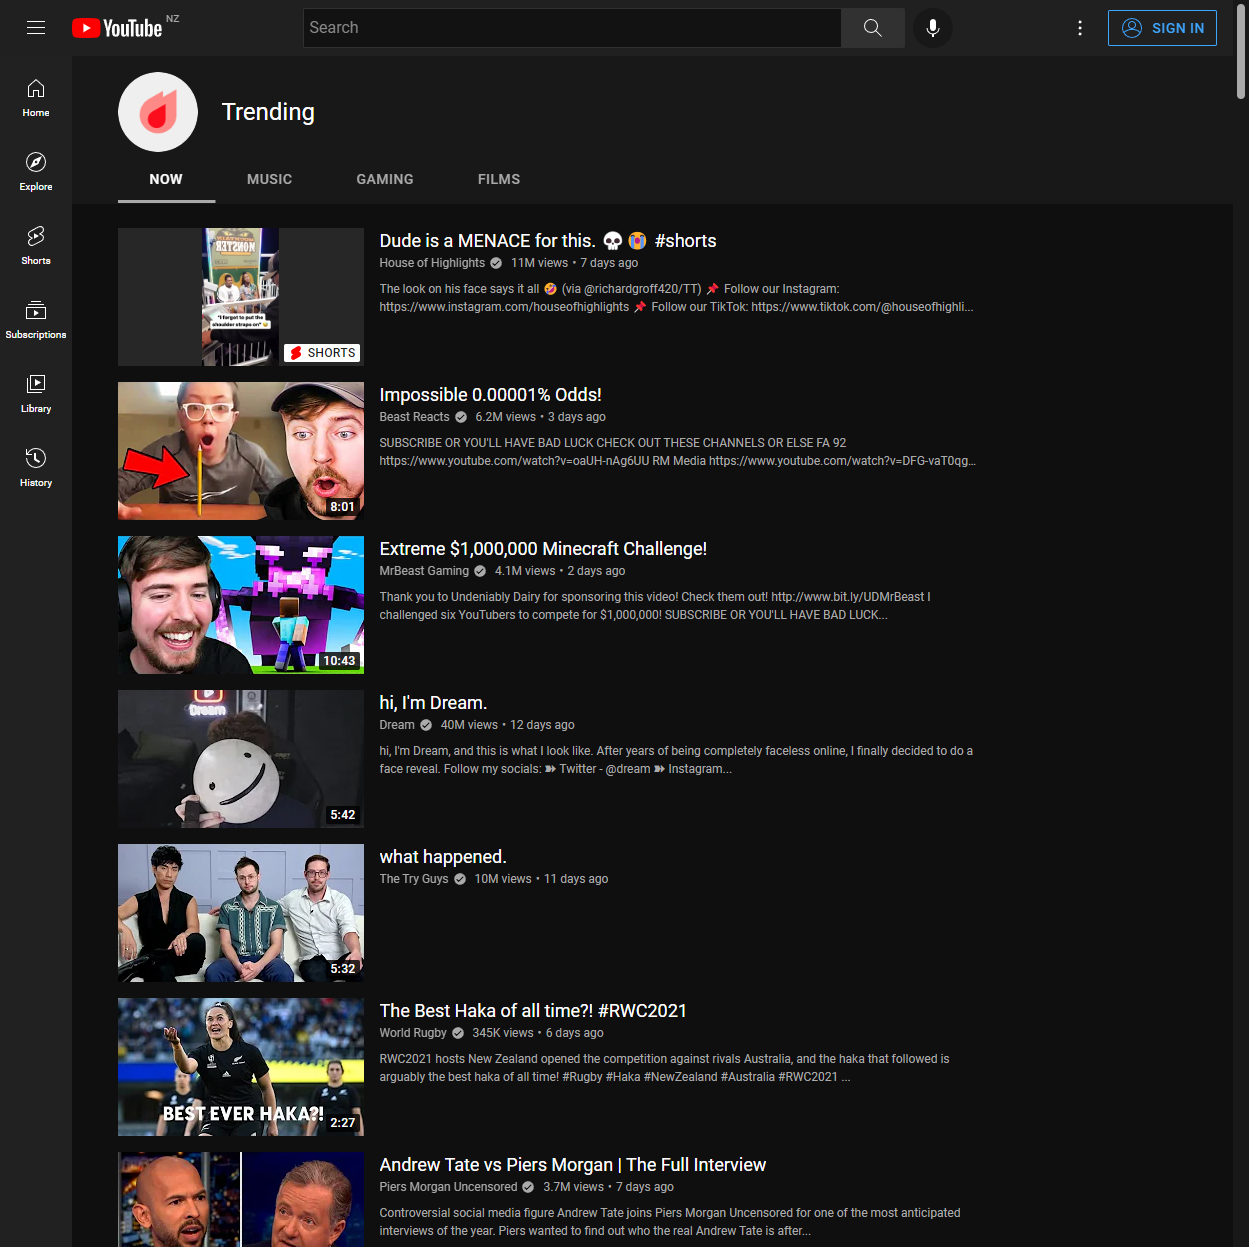 YouTube NZ
Search
SIGN IN
Home
Explore
Shorts
Subscriptions
Library
History
Trending
NOW
MUSIC
GAMING
FILMS
MONSTER
"I forgot to put the
shoulder straps on" 😂
SHORTS
Dude is a MENACE for this. 💀 😭 #shorts
House of Highlights 11M views • 7 days ago
The look on his face says it all 🤣 (via @richardgroff420/TT) 📌 Follow our Instagram:
https://www.instagram.com/houseofhighlights 📌 Follow our TikTok: https://www.tiktok.com/@houseofhighli...
8:01
Impossible 0.00001% Odds!
Beast Reacts 6.2M views • 3 days ago
SUBSCRIBE OR YOU'LL HAVE BAD LUCK CHECK OUT THESE CHANNELS OR ELSE FA 92
https://www.youtube.com/watch?v=oaUH-nAg6UU RM Media https://www.youtube.com/watch?v=DFG-vaT0qg...
10:43
Extreme $1,000,000 Minecraft Challenge!
MrBeast Gaming 4.1M views • 2 days ago
Thank you to Undeniably Dairy for sponsoring this video! Check them out! http://www.bit.ly/UDMrBeast I
challenged six YouTubers to compete for $1,000,000! SUBSCRIBE OR YOU'LL HAVE BAD LUCK...
Dream
5:42
hi, I'm Dream.
Dream 40M views • 12 days ago
hi, I'm Dream, and this is what I look like. After years of being completely faceless online, I finally decided to do a
face reveal. Follow my socials: ➽ Twitter - @dream ➽ Instagram...
5:32
what happened.
The Try Guys 10M views • 11 days ago
BEST EVER HAKA?!
2:27
The Best Haka of all time?! #RWC2021
World Rugby 345K views • 6 days ago
RWC2021 hosts New Zealand opened the competition against rivals Australia, and the haka that followed is
arguably the best haka of all time! #Rugby #Haka #NewZealand #Australia #RWC2021 ...
Andrew Tate vs Piers Morgan | The Full Interview
Piers Morgan Uncensored 3.7M views • 7 days ago
Controversial social media figure Andrew Tate joins Piers Morgan Uncensored for one of the most anticipated
interviews of the year. Piers wanted to find out who the real Andrew Tate is after...